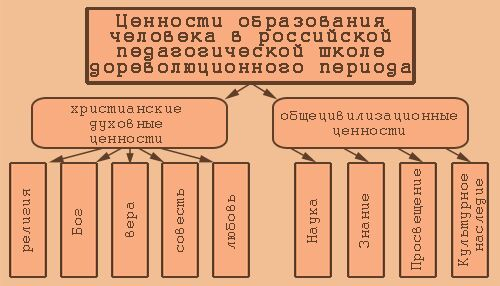 Ценности образования
человека в российской
педагогической школе
дореволюционного периода
христианские
духовные
ценности
общецивилизационные
ценности
религия
Бог
вера
совесть
любовь
Наука
Знание
Просвещение
Культурное
наследие